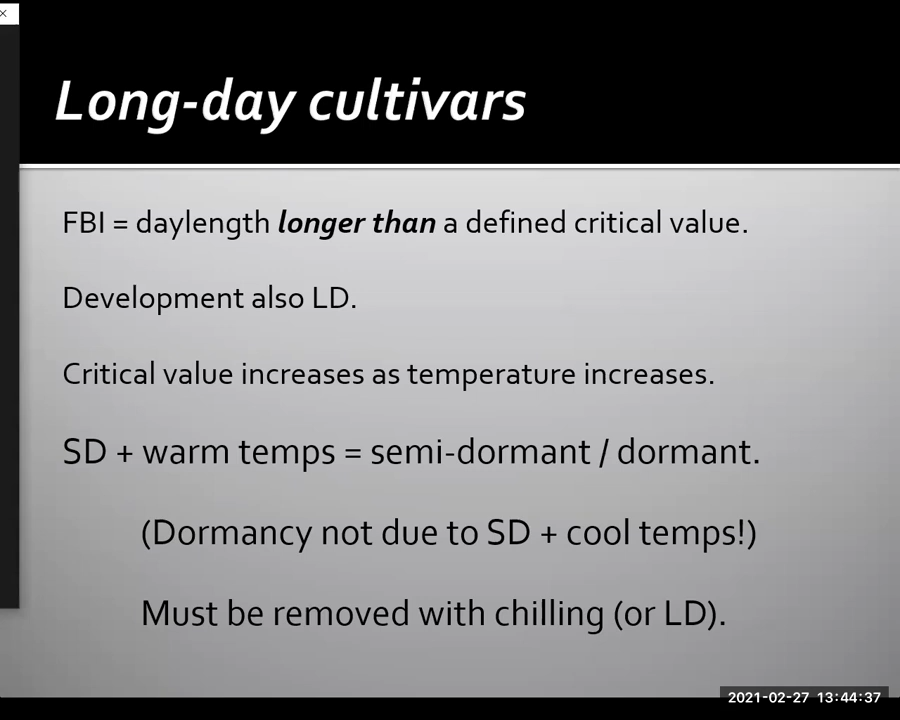 Long-day cultivars
FBI = daylength longer than a defined critical value.
Development also LD.
Critical value increases as temperature increases.
SD + warm temps = semi-dormant / dormant.
(Dormancy not due to SD + cool temps!)
Must be removed with chilling (or LD).
2021-02-27 13:44:37